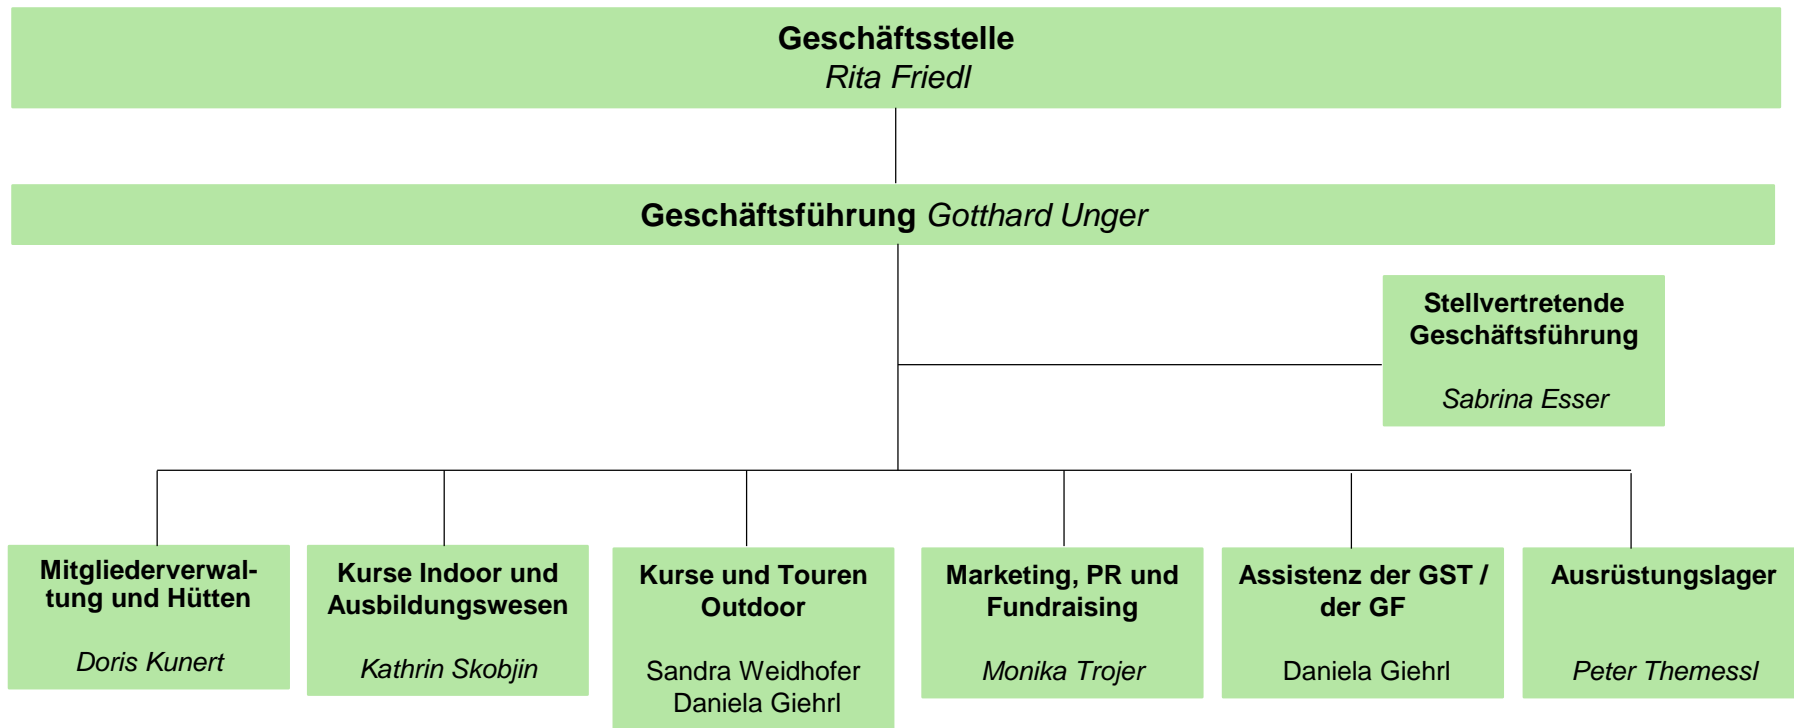 Geschäftsstelle
Rita Friedl
Geschäftsführung Gotthard Unger
Stellvertretende
Geschäftsführung
Sabrina Esser
Mitgliederverwal-
tung und Hütten
Doris Kunert
Kurse Indoor und
Ausbildungswesen
Kathrin Skobjin
Kurse und Touren
Outdoor
Sandra Weidhofer
Daniela Giehrl
Marketing, PR und
Fundraising
Monika Trojer
Assistenz der GST /
der GF
Daniela Giehrl
Ausrüstungslager
Peter Themessl